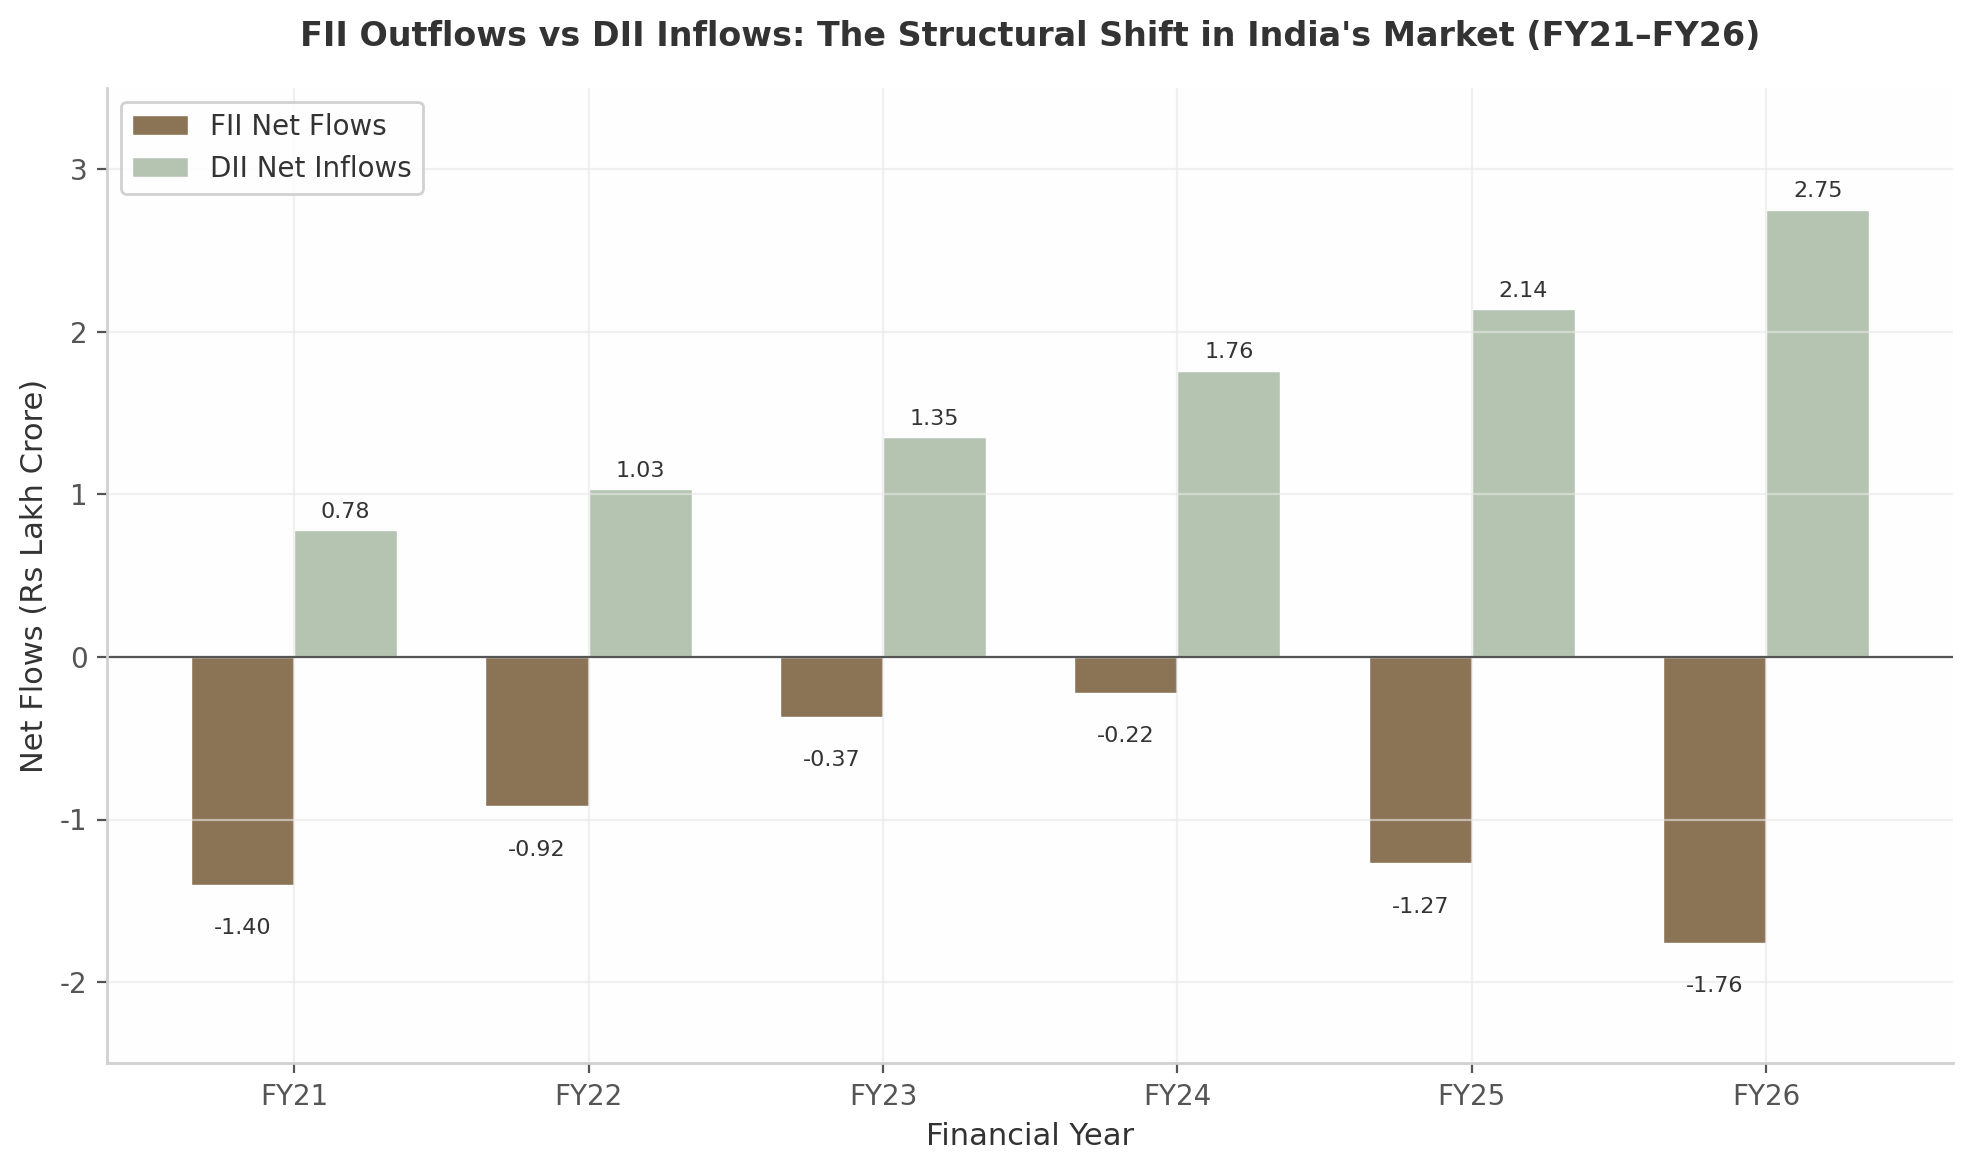 FII Outflows vs DII Inflows: The Structural Shift in India's Market (FY21–FY26)
FII Net Flows
DII Net Inflows
Net Flows (Rs Lakh Crore)
3
2
1
0
-1
-2
0.78
1.03
1.35
1.76
2.14
2.75
-1.40
-0.92
-0.37
-0.22
-1.27
-1.76
FY21
FY22
FY23
FY24
FY25
FY26
Financial Year